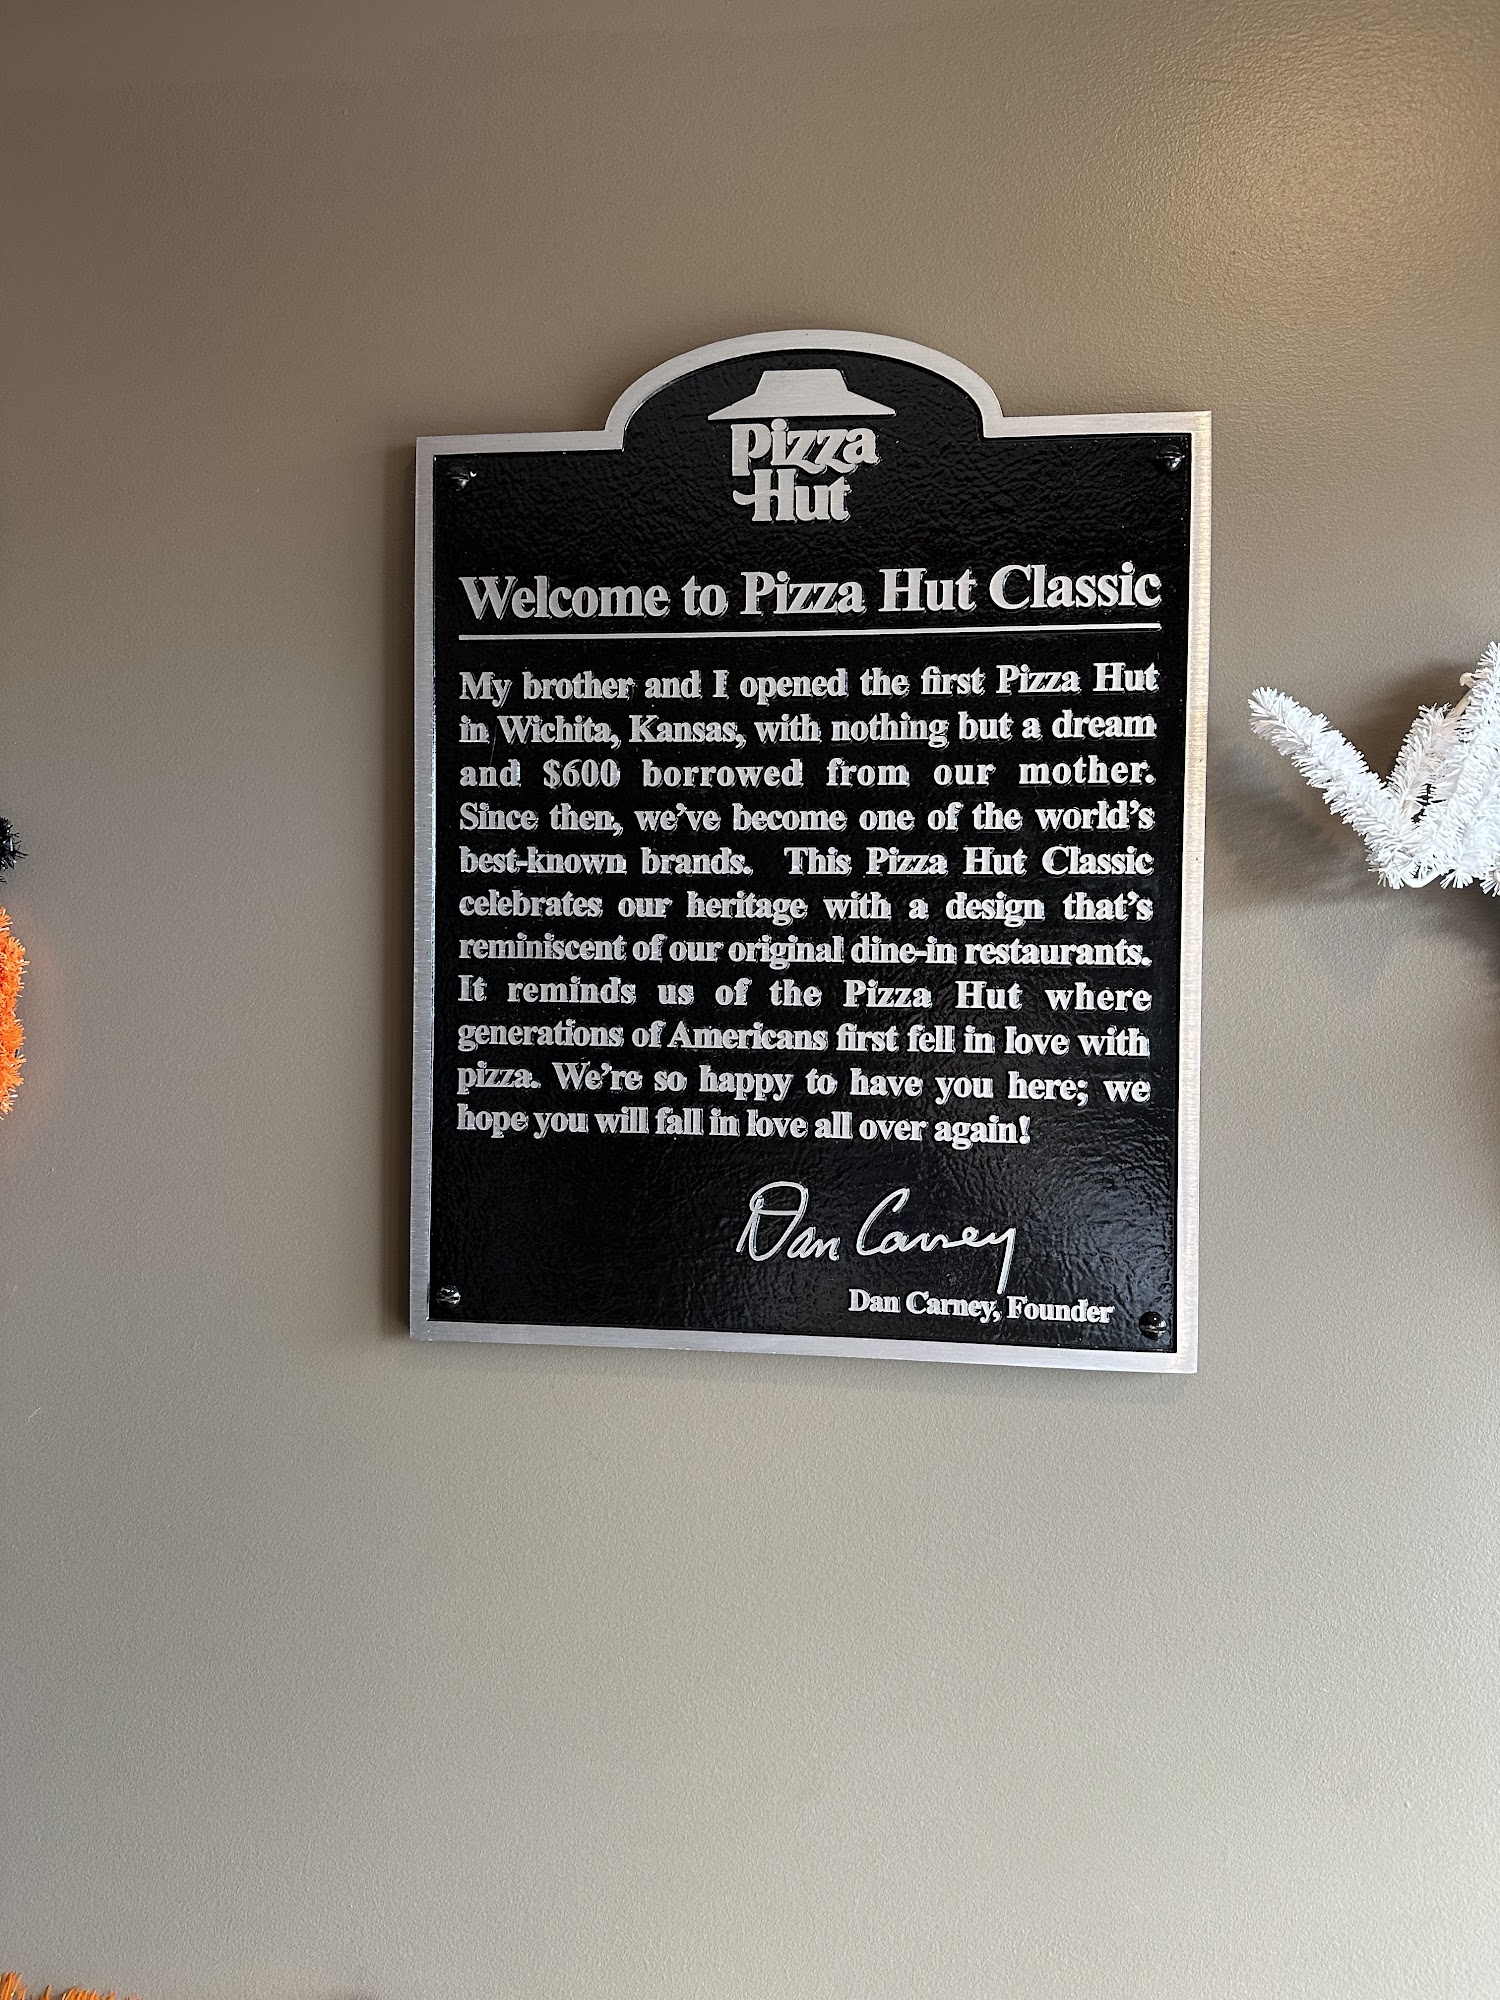 Pizza
Hut
Welcome to Pizza Hut Classic
My brother and I opened the first Pizza Hut
in Wichita, Kansas, with nothing but a dream
and $600 borrowed from our mother.
Since then, we've become one of the world's
best-known brands. This Pizza Hut Classic
celebrates our heritage with a design that's
reminiscent of our original dine-in restaurants.
It reminds us of the Pizza Hut where
generations of Americans first fell in love with
pizza. We're so happy to have you here; we
hope you will fall in love all over again!
Dan Carney
Dan Carney, Founder